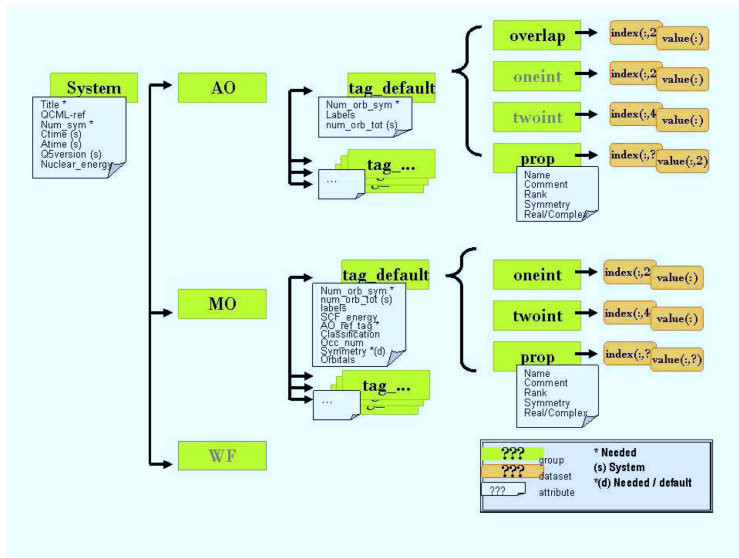 System
Title *
QCML-ref
Num_sym *
Ctime (s)
Atime (s)
Q5version (s)
Nuclear_energy
AO
tag_default
Num_orb_sym *
Labels
num_orb_tot (s)
tag_...
...
overlap
index(:,2
value(:)
oneint
index(:,2
value(:)
twoint
index(:,4
value(:)
prop
index(:,?
value(:,2)
Name
Comment
Rank
Symmetry
Real/Complex
MO
tag_default
Num_orb_sym *
num_orb_tot (s)
labels
SCF_energy
AO_ref_tag *
Classification
Occ_num
Symmetry *(d)
Orbitals
tag_...
...
oneint
index(:,2
value(:)
twoint
index(:,4
value(:)
prop
index(:,?
value(:,?)
Name
Comment
Rank
Symmetry
Real/Complex
WF
??? group
??? dataset
??? attribute
* Needed
(s) System
*(d) Needed / default